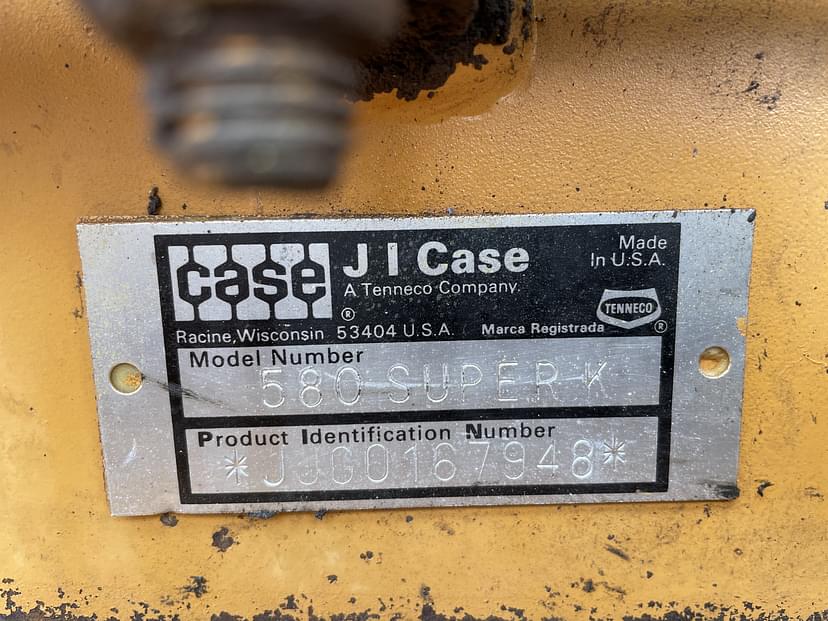 case
J I Case
A Tenneco Company
®
Made
In U.S.A.
TENNECO
®
Racine, Wisconsin 53404 U.S.A. Marca Registrada
Model Number
580 SUPER K
Product Identification Number
*JJG0167948*